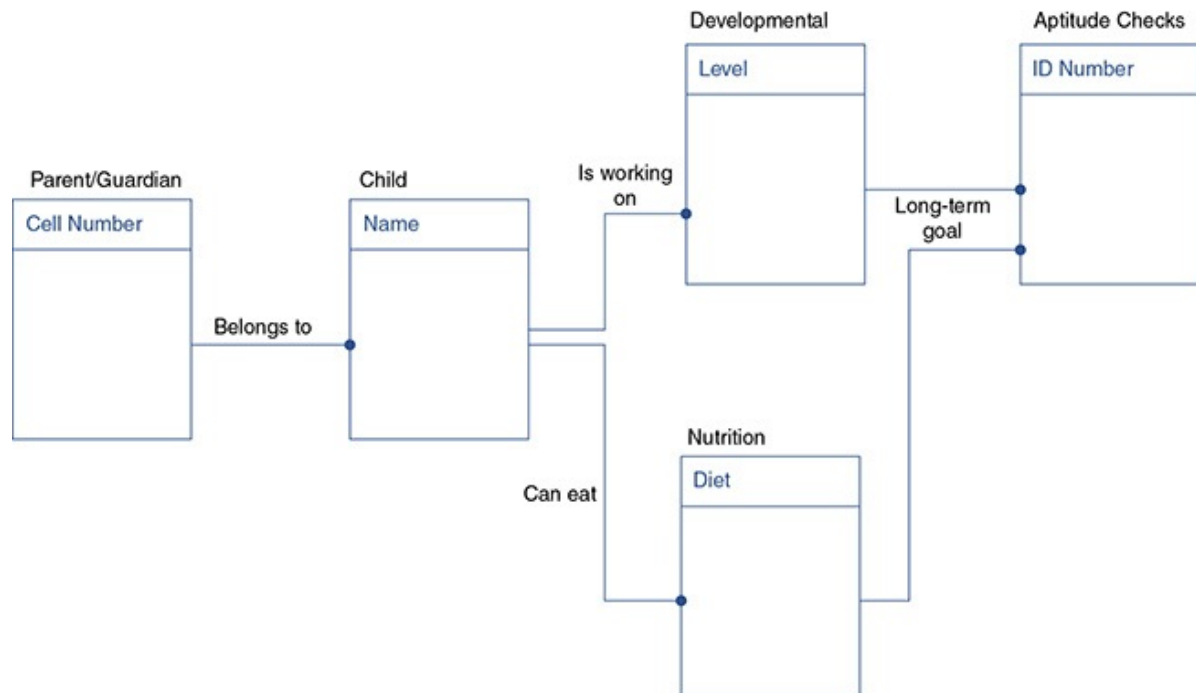 Developmental
Aptitude Checks
Level
ID Number
Parent/Guardian
Child
Is working
on
Cell Number
Name
Long-term
goal
Belongs to
Nutrition
Diet
Can eat